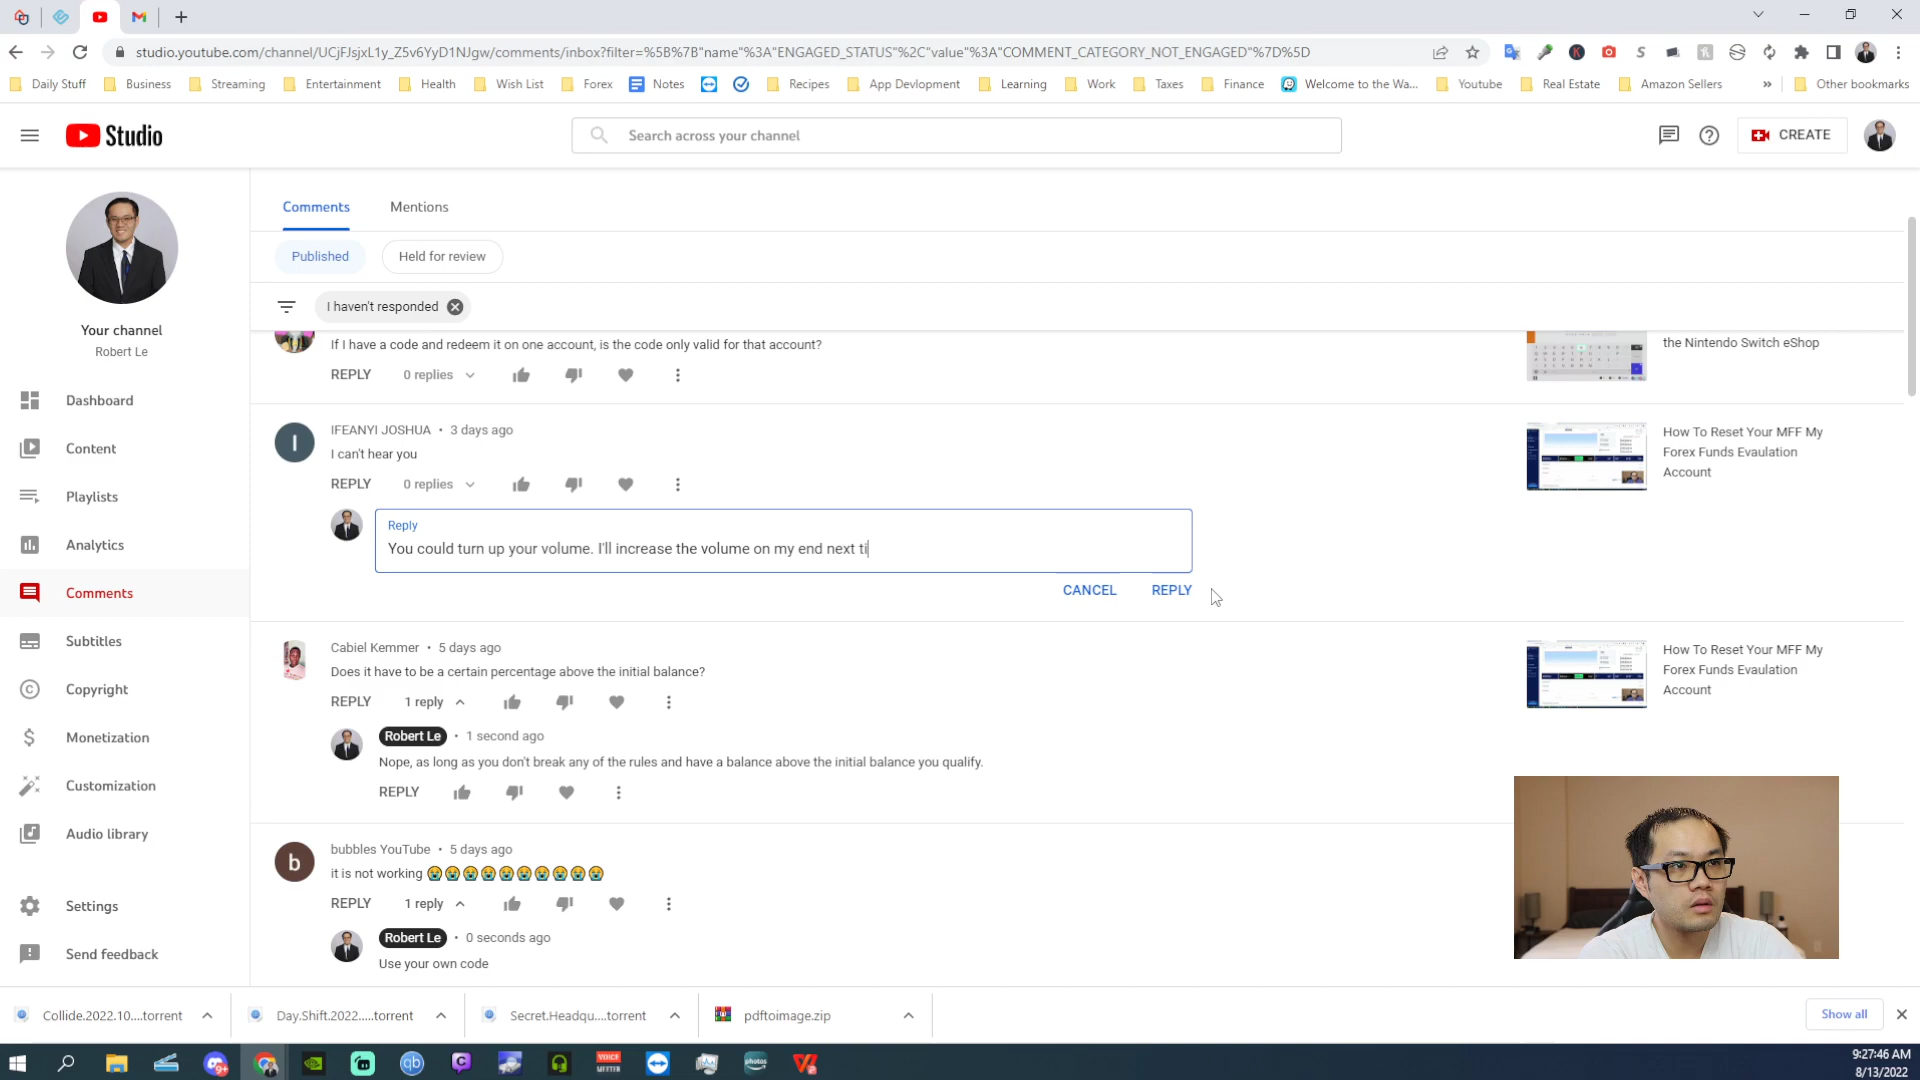 studio.youtube.com/channel/UCjFJsjxL1y_Z5v6YyD1NJgw/comments/inbox?filter=%5B%7B"name"%3A"ENGAGED_STATUS"%2C"value"%3A"COMMENT_CATEGORY_NOT_ENGAGED"%7D%5D
Daily Stuff Business Streaming Entertainment Health Wish List Forex Notes Recipes App Devlopment Learning Work Taxes Finance Welcome to the Wa... Youtube Real Estate Amazon Sellers » Other bookmarks
Studio
Search across your channel
CREATE
Your channel
Robert Le
Dashboard
Content
Playlists
Analytics
Comments
Subtitles
Copyright
Monetization
Customization
Audio library
Settings
Send feedback
Comments Mentions
Published Held for review
I haven't responded
If I have a code and redeem it on one account, is the code only valid for that account?
REPLY 0 replies
the Nintendo Switch eShop
IFEANYI JOSHUA • 3 days ago
I can't hear you
REPLY 0 replies
How To Reset Your MFF My
Forex Funds Evaulation
Account
Reply
You could turn up your volume. I'll increase the volume on my end next ti
CANCEL REPLY
Cabiel Kemmer • 5 days ago
Does it have to be a certain percentage above the initial balance?
REPLY 1 reply
How To Reset Your MFF My
Forex Funds Evaulation
Account
Robert Le • 1 second ago
Nope, as long as you don't break any of the rules and have a balance above the initial balance you qualify.
REPLY
b
bubbles YouTube • 5 days ago
it is not working 😭😭😭😭😭😭😭😭😭😭
REPLY 1 reply
Robert Le • 0 seconds ago
Use your own code
Collide.2022.10....torrent Day.Shift.2022.....torrent Secret.Headqu....torrent pdftoimage.zip Show all
9:27:46 AM
8/13/2022